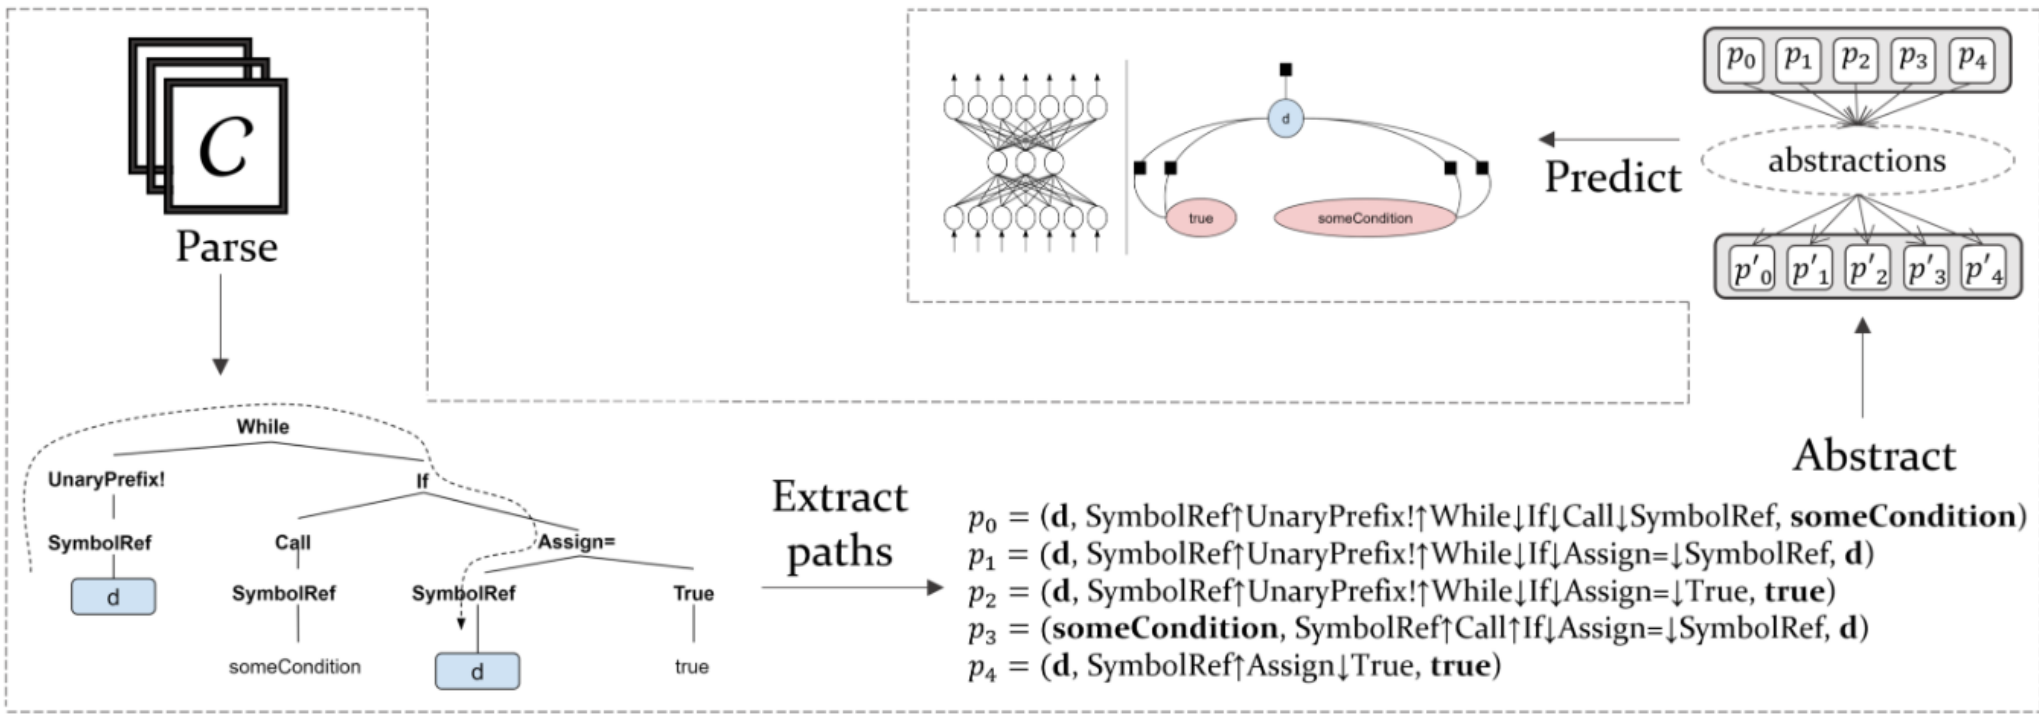 C
Parse
While
UnaryPrefix!
If
SymbolRef
Call
Assign=
d
SymbolRef
SymbolRef
True
someCondition
d
true
Extract
paths
p₀ = (d, SymbolRef↑UnaryPrefix!↑While↓If↓Call↓SymbolRef, someCondition)
p₁ = (d, SymbolRef↑UnaryPrefix!↑While↓If↓Assign=↓SymbolRef, d)
p₂ = (d, SymbolRef↑UnaryPrefix!↑While↓If↓Assign=↓True, true)
p₃ = (someCondition, SymbolRef↑Call↑If↓Assign=↓SymbolRef, d)
p₄ = (d, SymbolRef↑Assign↓True, true)
Abstract
p'₀ p'₁ p'₂ p'₃ p'₄
abstractions
p₀ p₁ p₂ p₃ p₄
Predict
d
true
someCondition